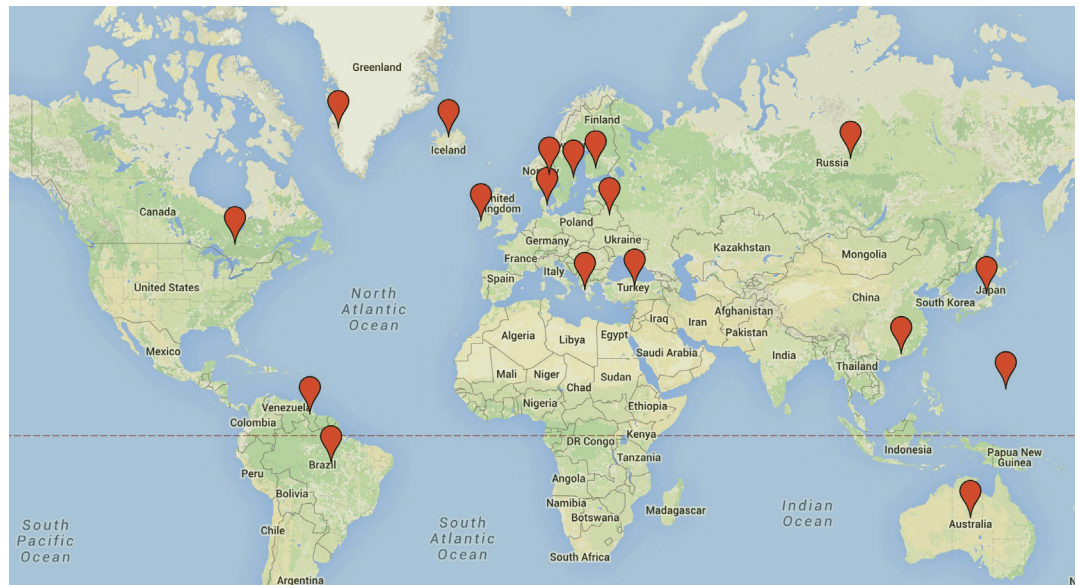 Greenland
Finland
Iceland
Russia
United
Kingdom
Canada
Poland
Ukraine
Germany
Kazakhstan
Mongolia
France
Italy
Spain
Turkey
United States
North
Atlantic
Ocean
China
Japan
South Korea
Afghanistan
Iraq
Iran
Pakistan
Algeria
Libya
Egypt
Saudi Arabia
India
Mexico
Thailand
Mali
Niger
Chad
Sudan
Venezuela
Nigeria
Ethiopia
Colombia
DR Congo
Kenya
Indonesia
Papua New
Guinea
Tanzania
Peru
Brazil
Angola
Bolivia
Namibia
Botswana
Madagascar
Indian
Ocean
South
Pacific
Ocean
Chile
South
Atlantic
Ocean
Australia
South Africa
Argentina